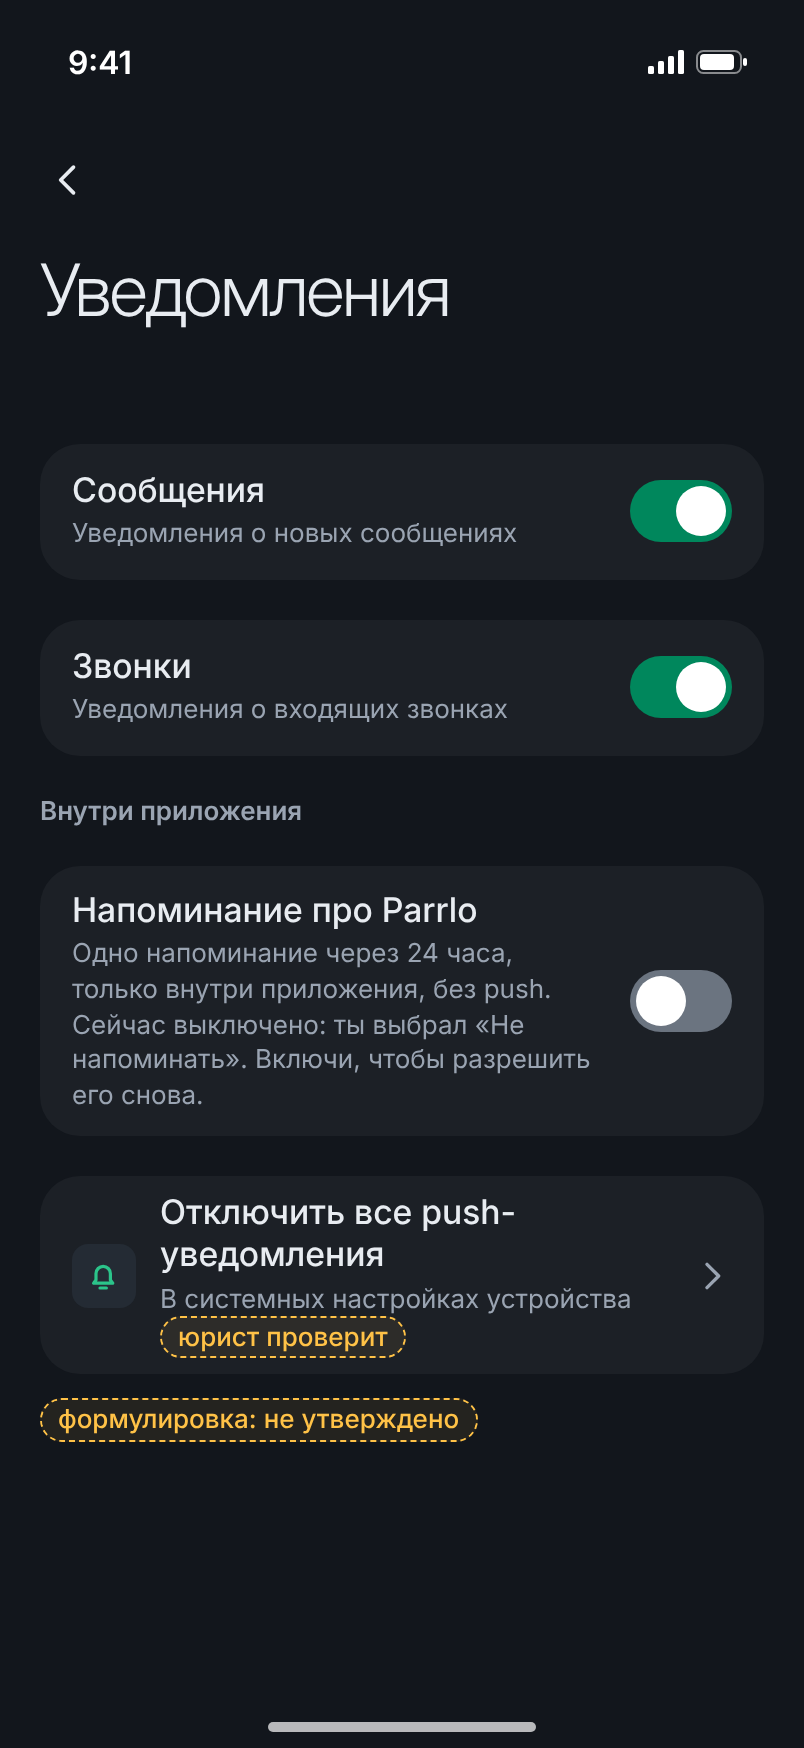 9:41
Уведомления
Сообщения
Уведомления о новых сообщениях
Звонки
Уведомления о входящих звонках
Внутри приложения
Напоминание про Parrlo
Одно напоминание через 24 часа,
только внутри приложения, без push.
Сейчас выключено: ты выбрал «Не
напоминать». Включи, чтобы разрешить
его снова.
Отключить все push-
уведомления
В системных настройках устройства
юрист проверит
формулировка: не утверждено